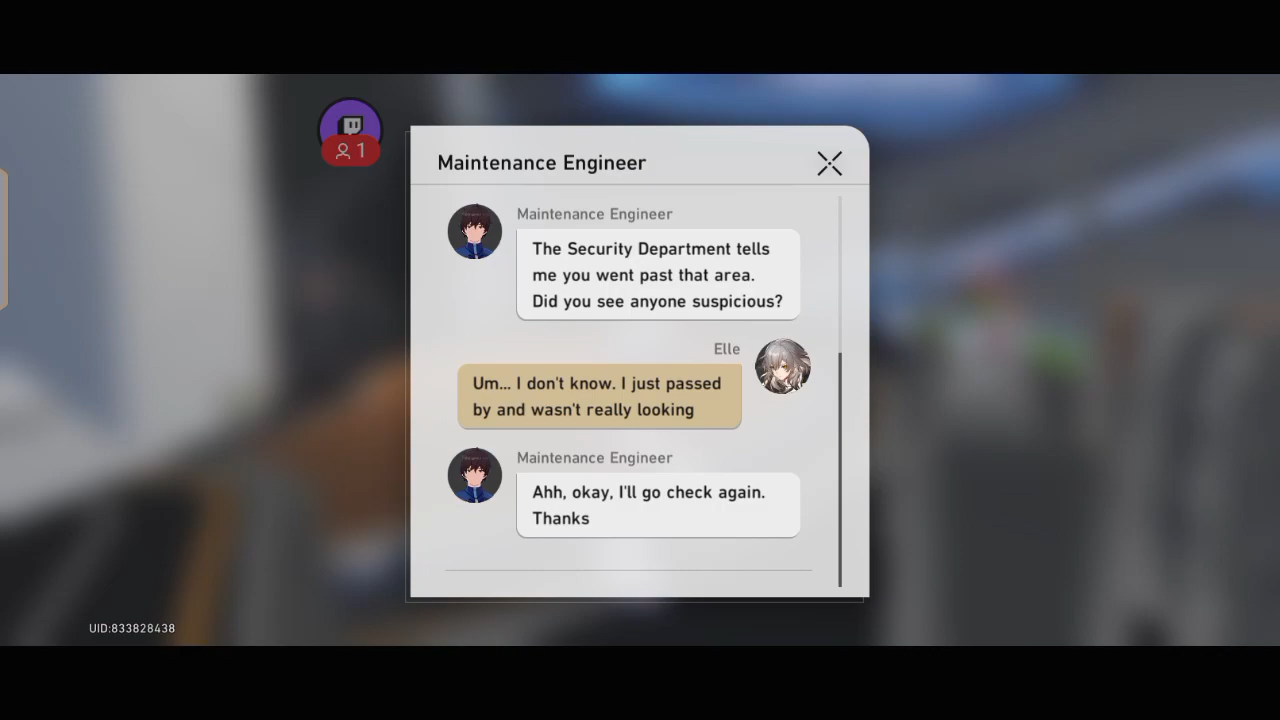 1
Maintenance Engineer
Maintenance Engineer
The Security Department tells
me you went past that area.
Did you see anyone suspicious?
Elle
Um... I don't know. I just passed
by and wasn't really looking
Maintenance Engineer
Ahh, okay, I'll go check again.
Thanks
UID:833828438